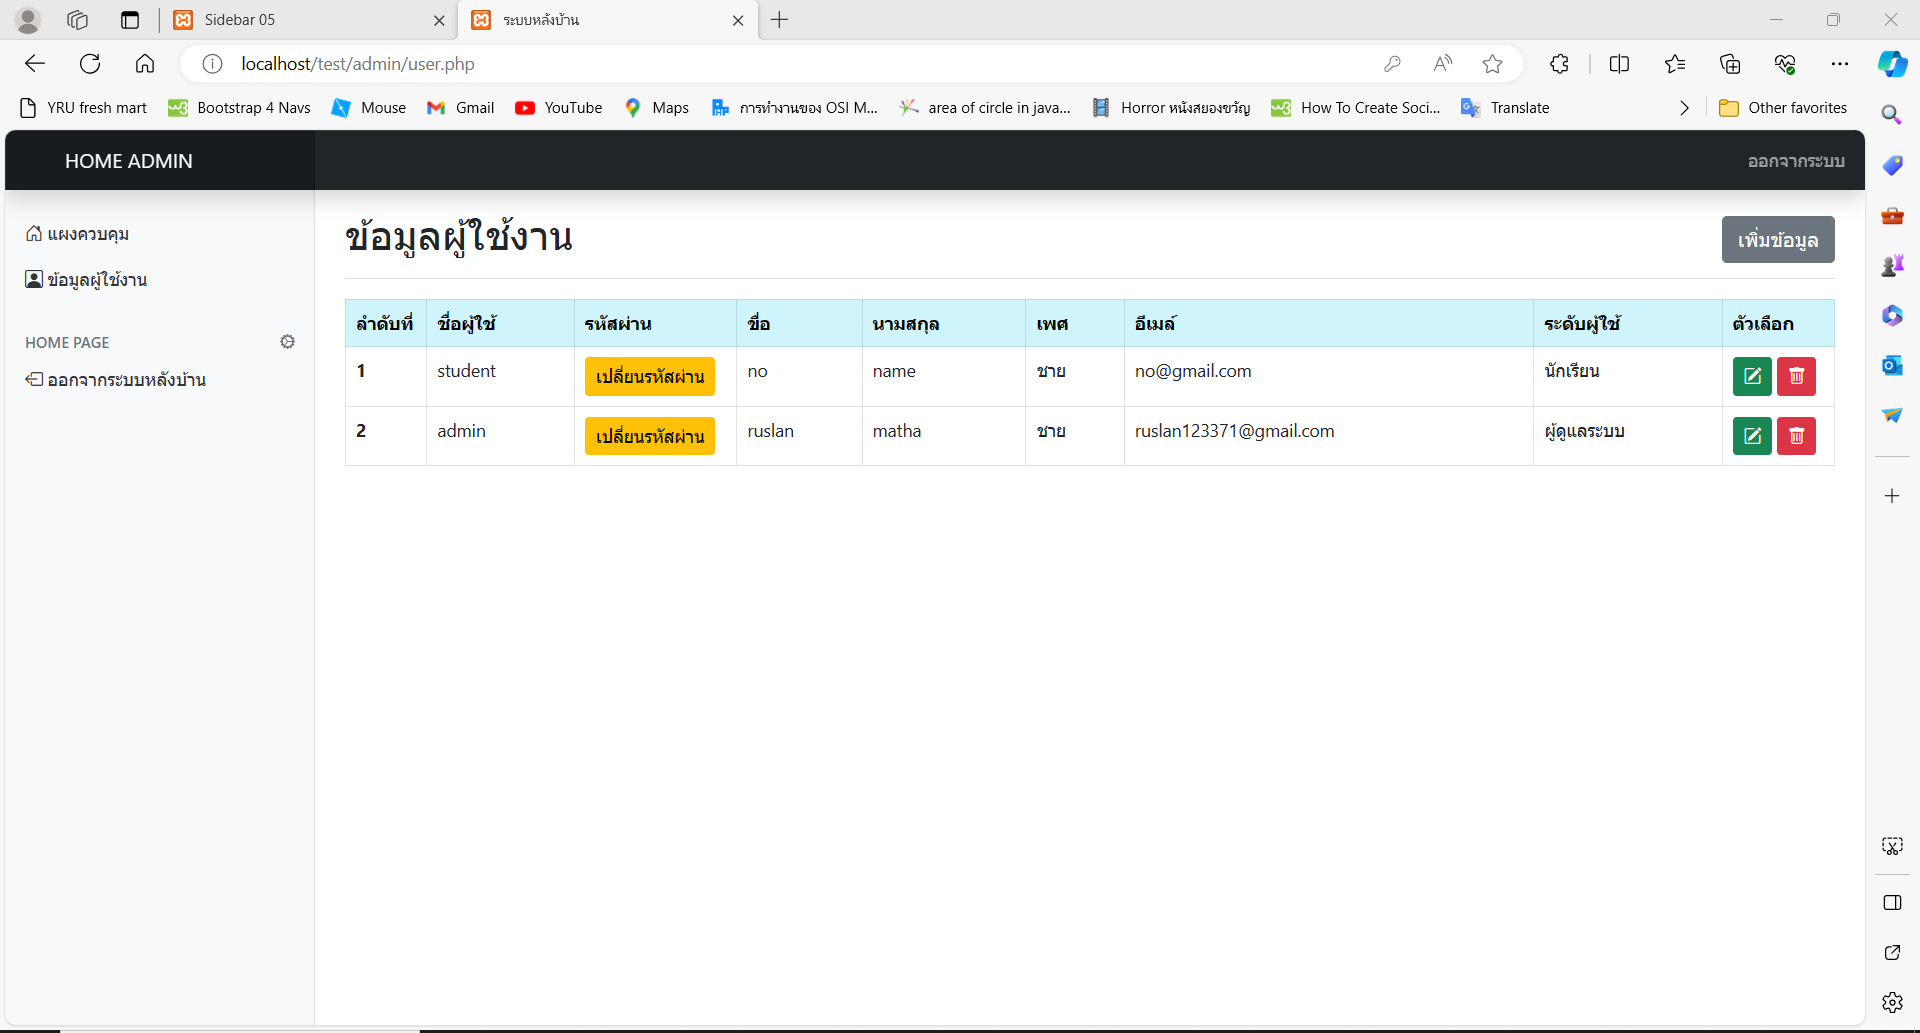 Sidebar 05
ระบบหลังบ้าน
localhost/test/admin/user.php
YRU fresh mart
Bootstrap 4 Navs
Mouse
Gmail
YouTube
Maps
การทำงานของ OSI M...
area of circle in java...
Horror หนังสยองขวัญ
How To Create Soci...
Translate
Other favorites
HOME ADMIN
ออกจากระบบ
แผงควบคุม
ข้อมูลผู้ใช้งาน
HOME PAGE
ออกจากระบบหลังบ้าน
ข้อมูลผู้ใช้งาน
เพิ่มข้อมูล
ลำดับที่ ชื่อผู้ใช้ รหัสผ่าน ขื่อ นามสกุล เพศ อีเมล์ ระดับผู้ใช้ ตัวเลือก
1 student เปลี่ยนรหัสผ่าน no name ชาย no@gmail.com นักเรียน
2 admin เปลี่ยนรหัสผ่าน ruslan matha ชาย ruslan123371@gmail.com ผู้ดูแลระบบ